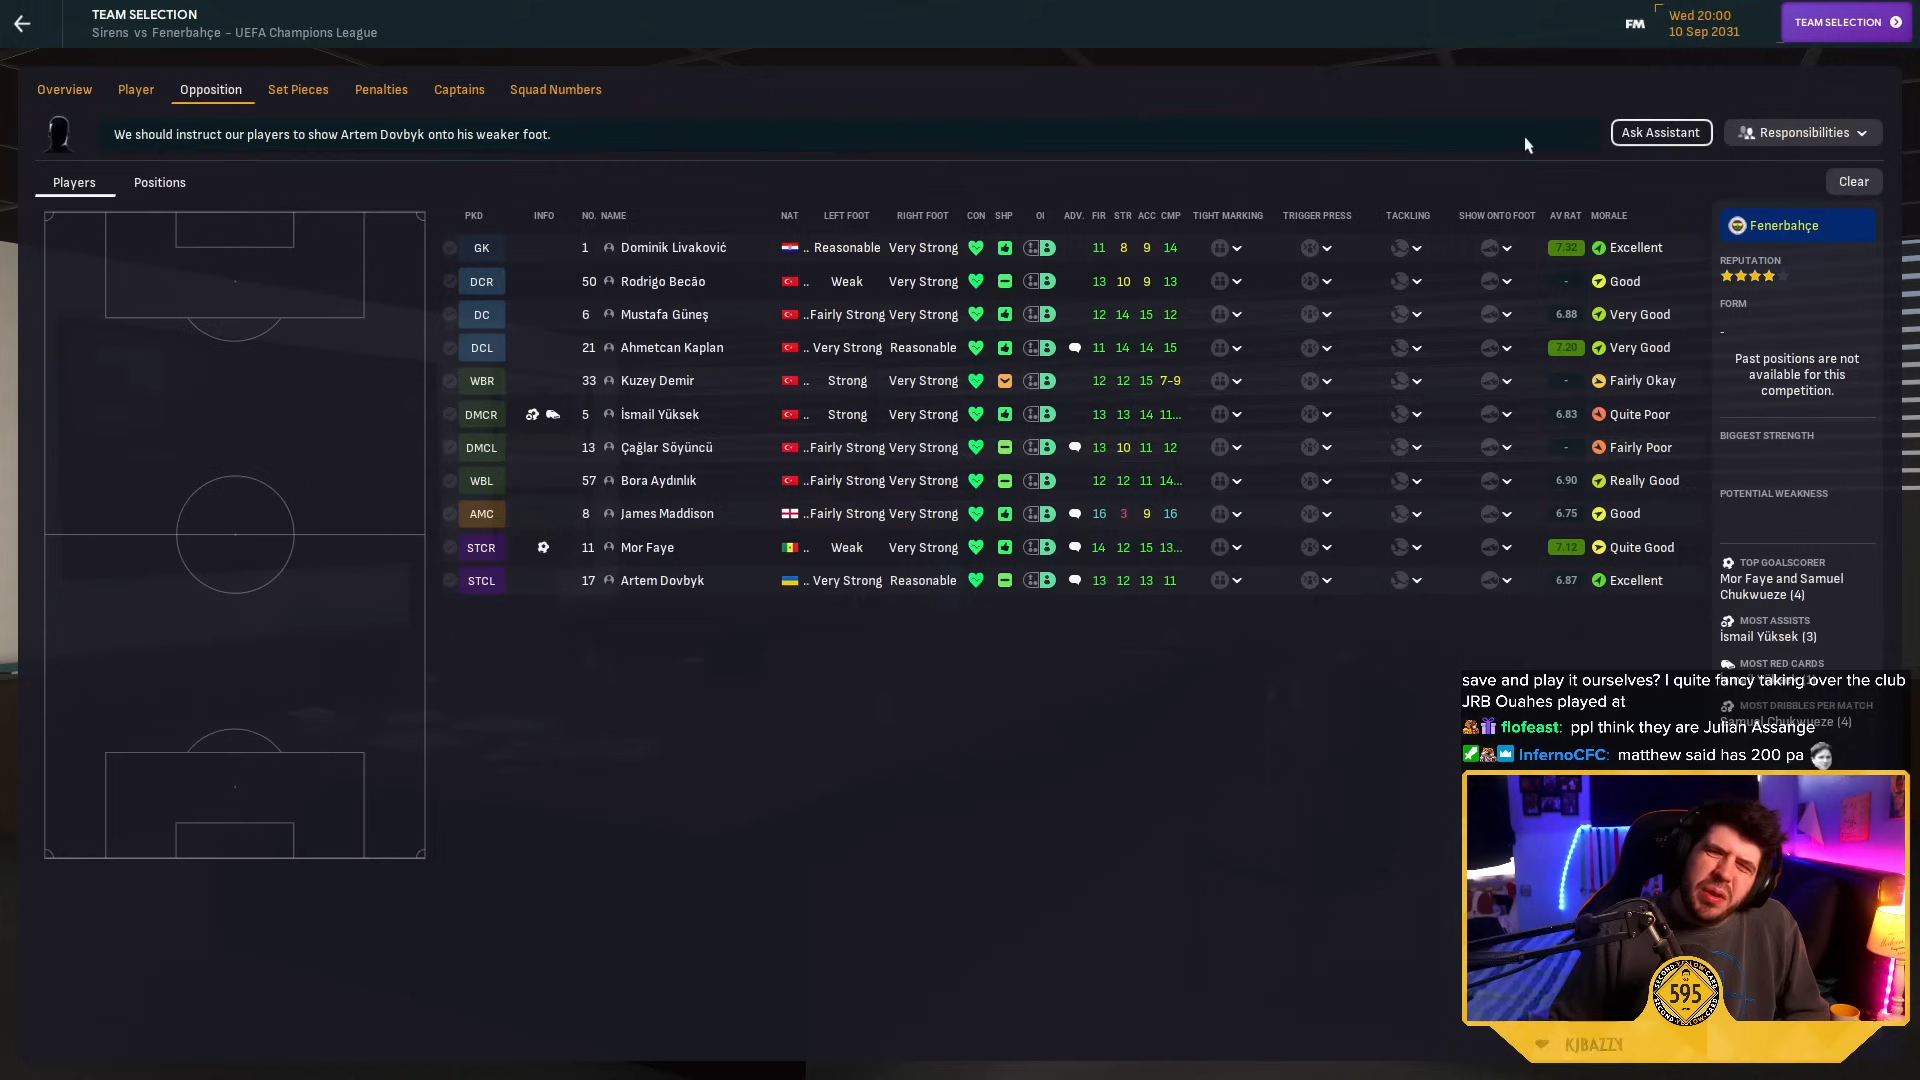 TEAM SELECTION
Sirens vs Fenerbahçe - UEFA Champions League
FM
Wed 20:00
10 Sep 2031
TEAM SELECTION
Overview Player Opposition Set Pieces Penalties Captains Squad Numbers
We should instruct our players to show Artem Dovbyk onto his weaker foot.
Ask Assistant
Responsibilities
Players Positions
Clear
PKD INFO NO. NAME NAT LEFT FOOT RIGHT FOOT CON SHP OI ADV. FIR STR ACC CMP TIGHT MARKING TRIGGER PRESS TACKLING SHOW ONTO FOOT AV RAT MORALE
GK 1 Dominik Livaković .. Reasonable Very Strong 11 8 9 14 7.32 Excellent
DCR 50 Rodrigo Becão .. Weak Very Strong 13 10 9 13 - Good
DC 6 Mustafa Güneş ..Fairly Strong Very Strong 12 14 15 12 6.88 Very Good
DCL 21 Ahmetcan Kaplan .. Very Strong Reasonable 11 14 14 15 7.20 Very Good
WBR 33 Kuzey Demir .. Strong Very Strong 12 12 15 7-9 - Fairly Okay
DMCR 5 İsmail Yüksek .. Strong Very Strong 13 13 14 11... 6.83 Quite Poor
DMCL 13 Çağlar Söyüncü ..Fairly Strong Very Strong 13 10 11 12 - Fairly Poor
WBL 57 Bora Aydınlık ..Fairly Strong Very Strong 12 12 11 14... 6.90 Really Good
AMC 8 James Maddison ..Fairly Strong Very Strong 16 3 9 16 6.75 Good
STCR 11 Mor Faye .. Weak Very Strong 14 12 15 13... 7.12 Quite Good
STCL 17 Artem Dovbyk .. Very Strong Reasonable 13 12 13 11 6.87 Excellent
Fenerbahçe
REPUTATION
FORM
-
Past positions are not
available for this
competition.
BIGGEST STRENGTH
POTENTIAL WEAKNESS
TOP GOALSCORER
Mor Faye and Samuel
Chukwueze (4)
MOST ASSISTS
İsmail Yüksek (3)
MOST RED CARDS
MOST DRIBBLES PER MATCH
Samuel Chukwueze (4)
save and play it ourselves? I quite fancy taking over the club
JRB Ouahes played at
flofeast: ppl think they are Julian Assange
InfernoCFC: matthew said has 200 pa
SECOND YELLOW CARD
595
KJBAZZY